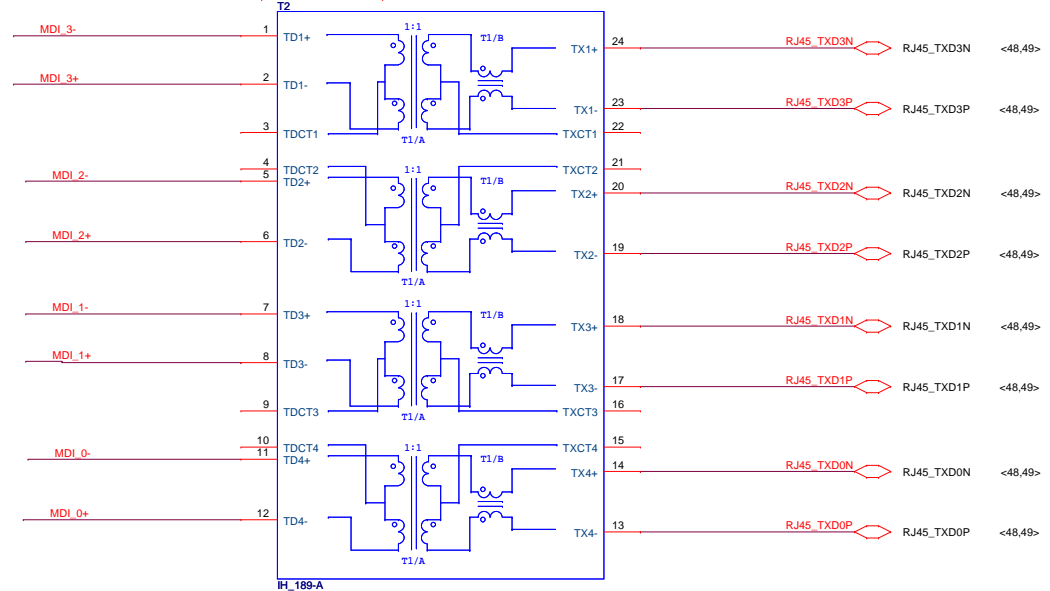 T2
MDI_3- 1 TD1+ 1:1 T1/B TX1+ 24 RJ45_TXD3N RJ45_TXD3N <48,49>
MDI_3+ 2 TD1- TX1- 23 RJ45_TXD3P RJ45_TXD3P <48,49>
3 TDCT1 T1/A TXCT1 22
4 TDCT2 1:1 TXCT2 21
MDI_2- 5 TD2+ T1/B TX2+ 20 RJ45_TXD2N RJ45_TXD2N <48,49>
MDI_2+ 6 TD2- TX2- 19 RJ45_TXD2P RJ45_TXD2P <48,49>
T1/A
MDI_1- 7 TD3+ 1:1 T1/B TX3+ 18 RJ45_TXD1N RJ45_TXD1N <48,49>
MDI_1+ 8 TD3- TX3- 17 RJ45_TXD1P RJ45_TXD1P <48,49>
9 TDCT3 T1/A TXCT3 16
10 TDCT4 1:1 TXCT4 15
MDI_0- 11 TD4+ T1/B TX4+ 14 RJ45_TXD0N RJ45_TXD0N <48,49>
MDI_0+ 12 TD4- TX4- 13 RJ45_TXD0P RJ45_TXD0P <48,49>
T1/A
IH_189-A